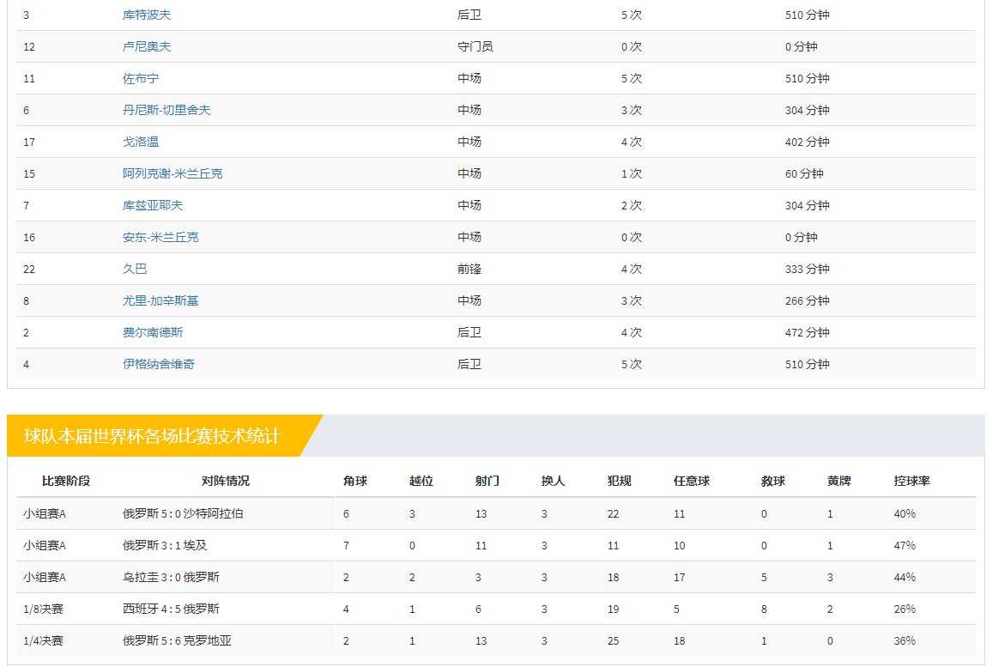 3 库特波夫 后卫 5 次 510 分钟
12 卢尼奥夫 守门员 0 次 0 分钟
11 佐布宁 中场 5 次 510 分钟
6 丹尼斯-切里舍夫 中场 3 次 304 分钟
17 戈洛温 中场 4 次 402 分钟
15 阿列克谢-米兰丘克 中场 1 次 60 分钟
7 库兹亚耶夫 中场 2 次 304 分钟
16 安东-米兰丘克 中场 0 次 0 分钟
22 久巴 前锋 4 次 333 分钟
8 尤里-加辛斯基 中场 3 次 266 分钟
2 费尔南德斯 后卫 4 次 472 分钟
4 伊格纳舍维奇 后卫 5 次 510 分钟
球队本届世界杯各场比赛技术统计
比赛阶段 对阵情况 角球 越位 射门 换人 犯规 任意球 救球 黄牌 控球率
小组赛A 俄罗斯 5 : 0 沙特阿拉伯 6 3 13 3 22 11 0 1 40%
小组赛A 俄罗斯 3 : 1 埃及 7 0 11 3 11 10 0 1 47%
小组赛A 乌拉圭 3 : 0 俄罗斯 2 2 3 3 18 17 5 3 44%
1/8决赛 西班牙 4 : 5 俄罗斯 4 1 6 3 19 5 8 2 26%
1/4决赛 俄罗斯 5 : 6 克罗地亚 2 1 13 3 25 18 1 0 36%